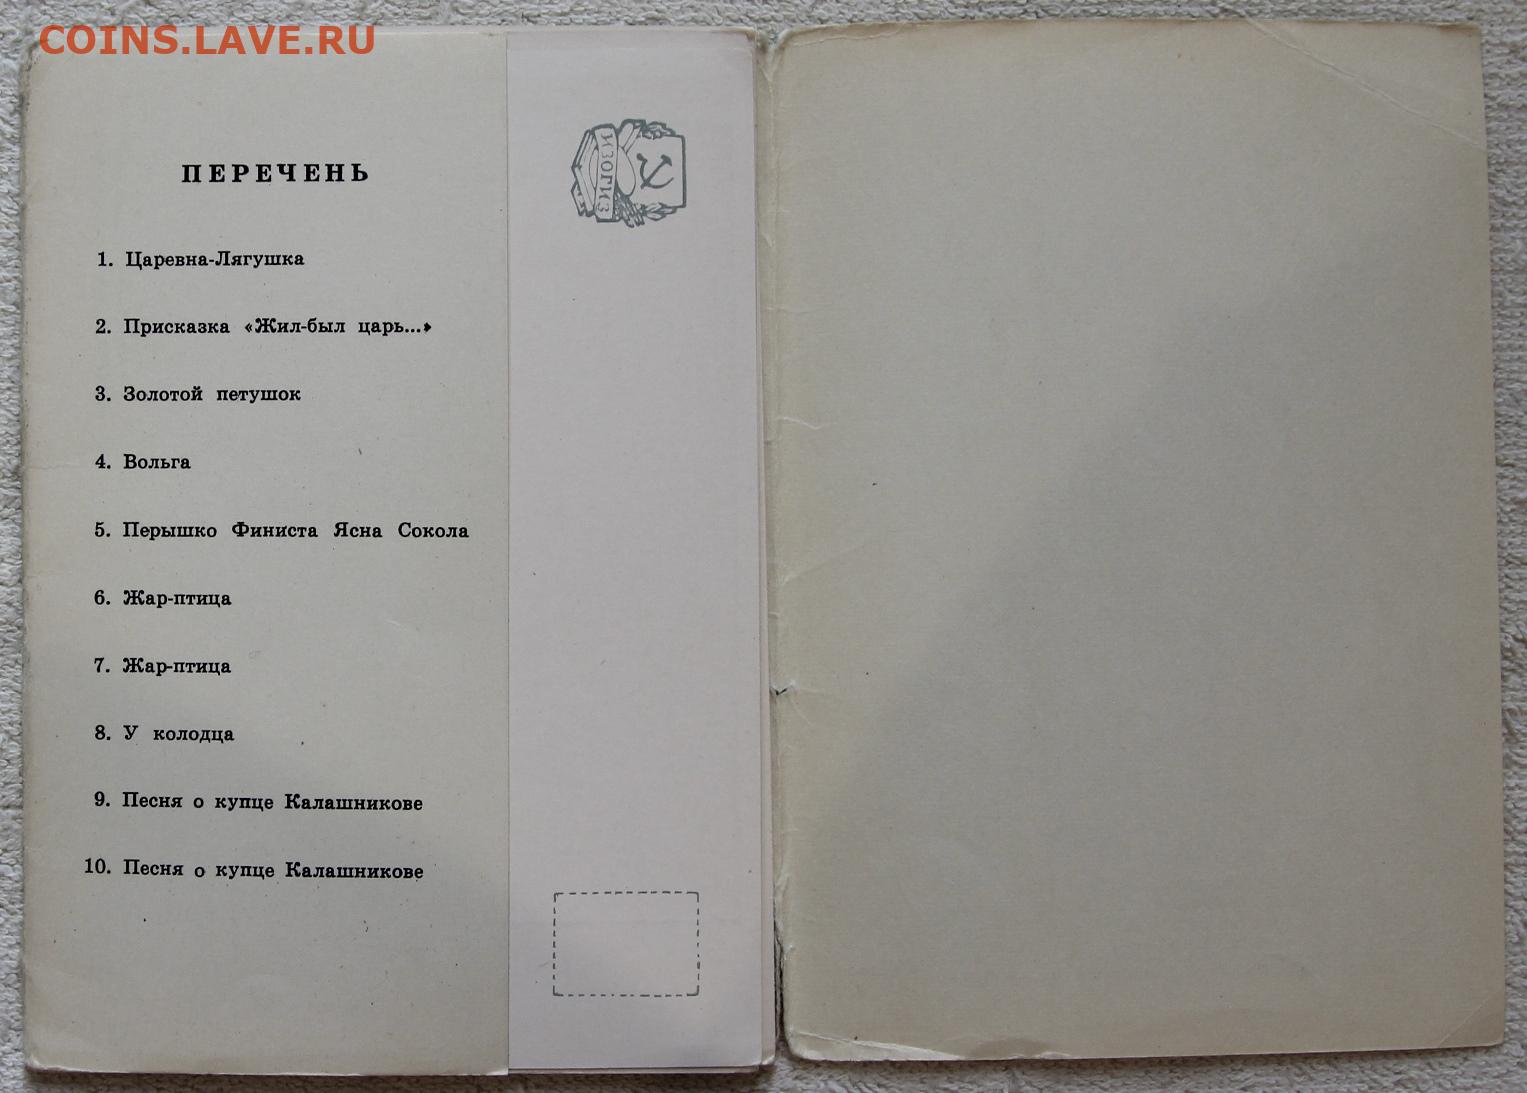 COINS.LAVE.RU
ПЕРЕЧЕНЬ
1. Царевна-Лягушка
2. Присказка «Жил-был царь...»
3. Золотой петушок
4. Вольга
5. Перышко Финиста Ясна Сокола
6. Жар-птица
7. Жар-птица
8. У колодца
9. Песня о купце Калашникове
10. Песня о купце Калашникове
ИЗОГИЗ